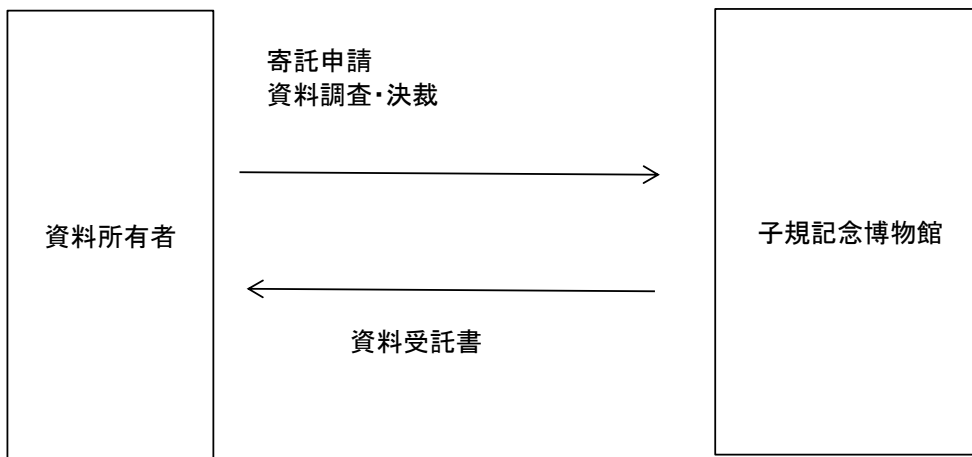 寄託申請
資料調査・決裁
資料所有者
子規記念博物館
資料受託書